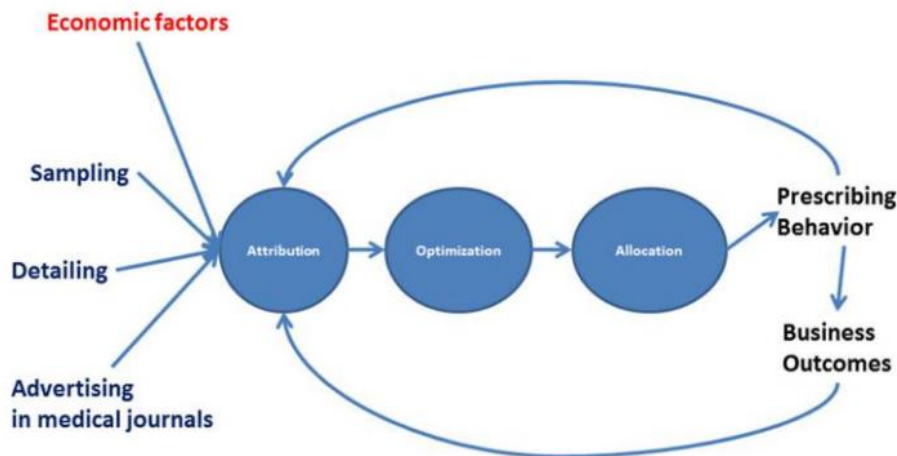 Economic factors
Sampling
Detailing
Advertising
in medical journals
Attribution
Optimization
Allocation
Prescribing
Behavior
Business
Outcomes